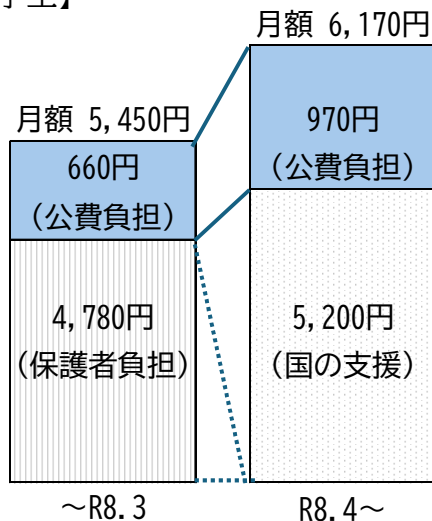 学生】
月額 6,170円
月額 5,450円
970円
(公費負担)
660円
(公費負担)
4,780円
(保護者負担)
5,200円
(国の支援)
～R8.3
R8.4～